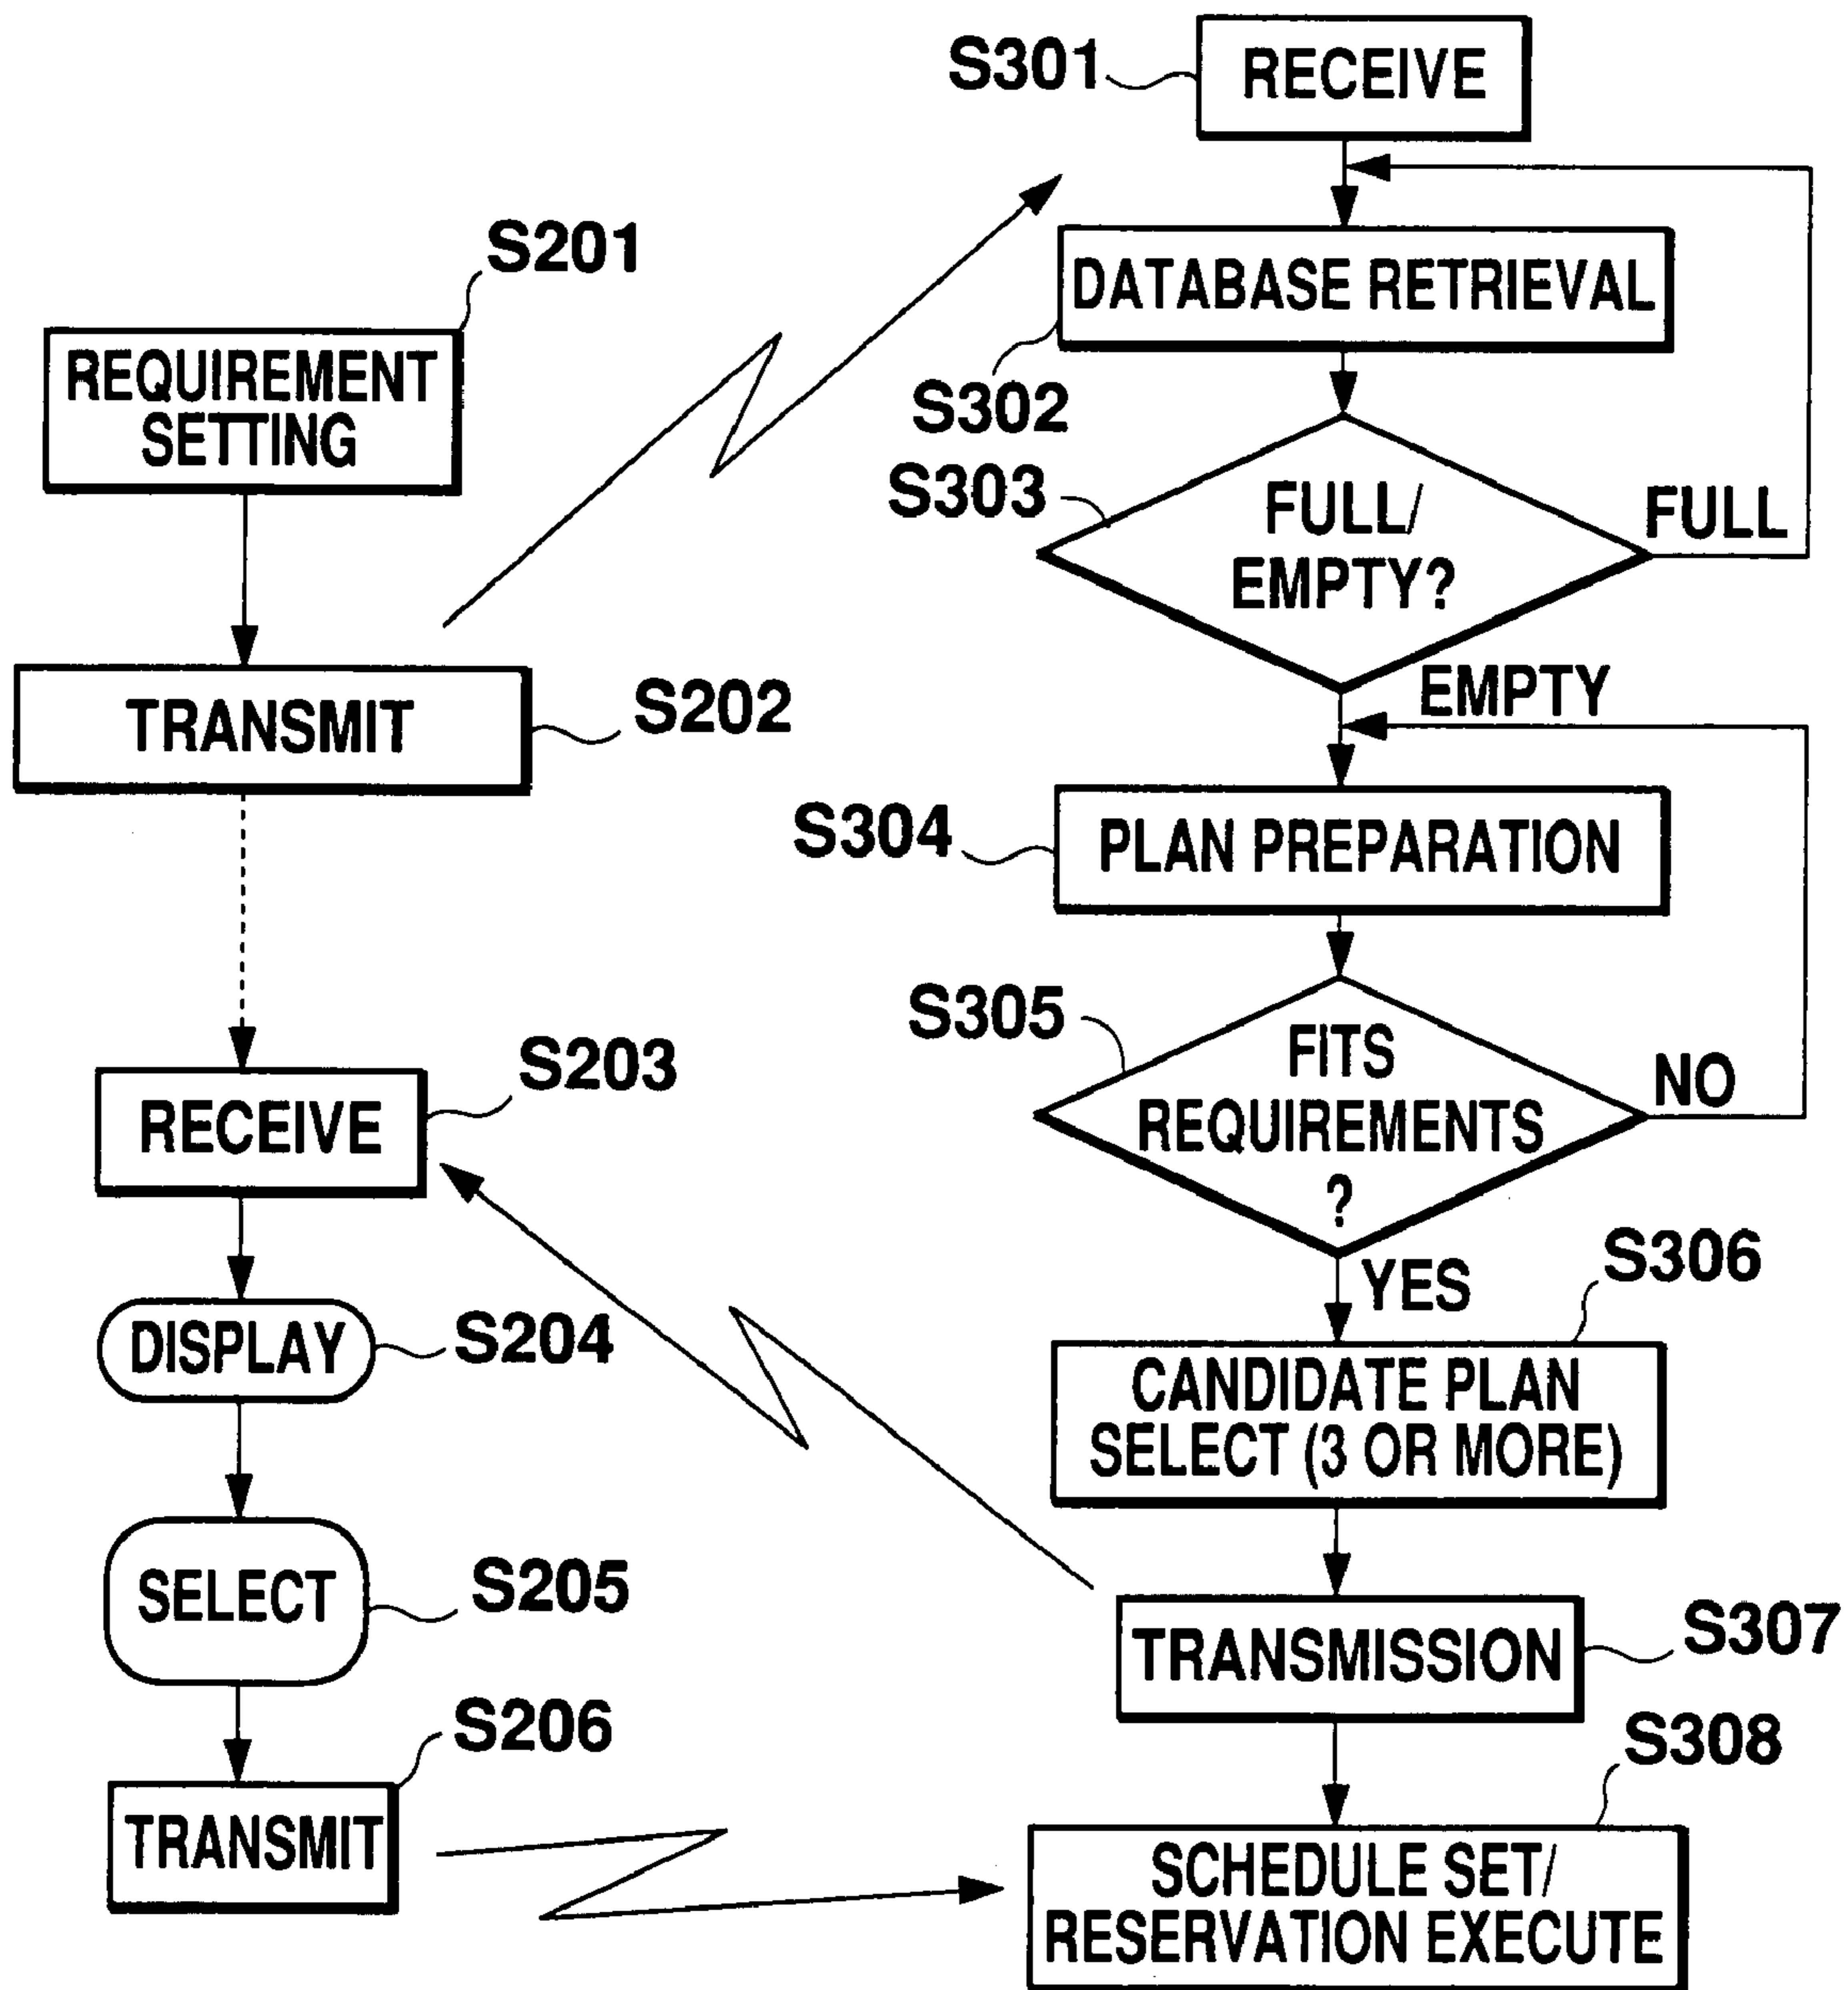 S201
REQUIREMENT
SETTING
TRANSMIT
S202
S203
RECEIVE
DISPLAY
S204
SELECT
S205
S206
TRANSMIT
S301
RECEIVE
DATABASE RETRIEVAL
S302
S303
FULL/
EMPTY?
FULL
EMPTY
S304
PLAN PREPARATION
S305
FITS
REQUIREMENTS
?
NO
YES
S306
CANDIDATE PLAN
SELECT (3 OR MORE)
TRANSMISSION
S307
S308
SCHEDULE SET/
RESERVATION EXECUTE